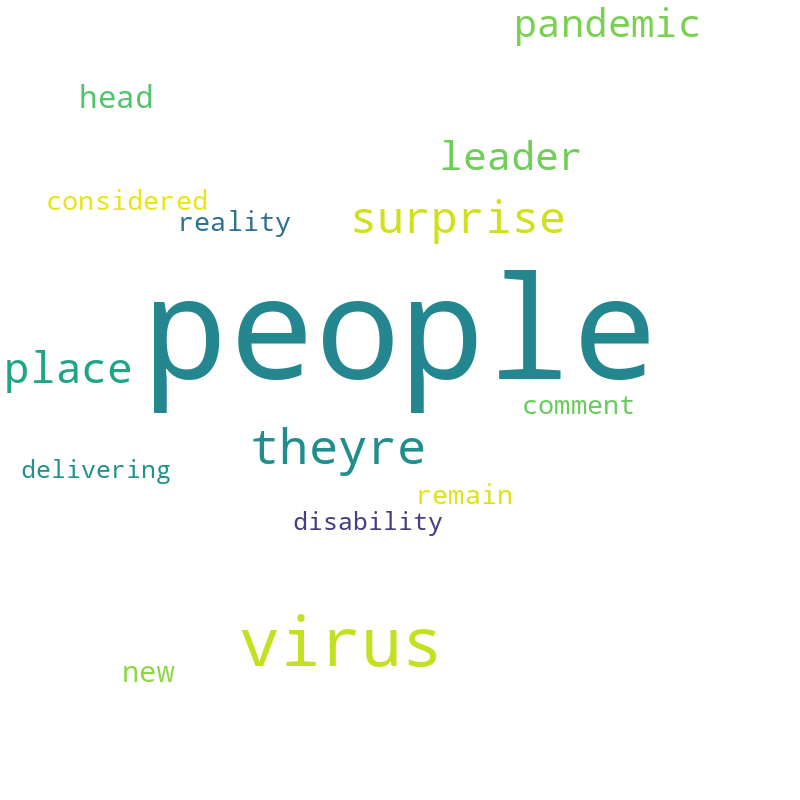 pandemic
head
leader
considered
surprise
reality
people
place
comment
theyre
delivering
remain
disability
virus
new